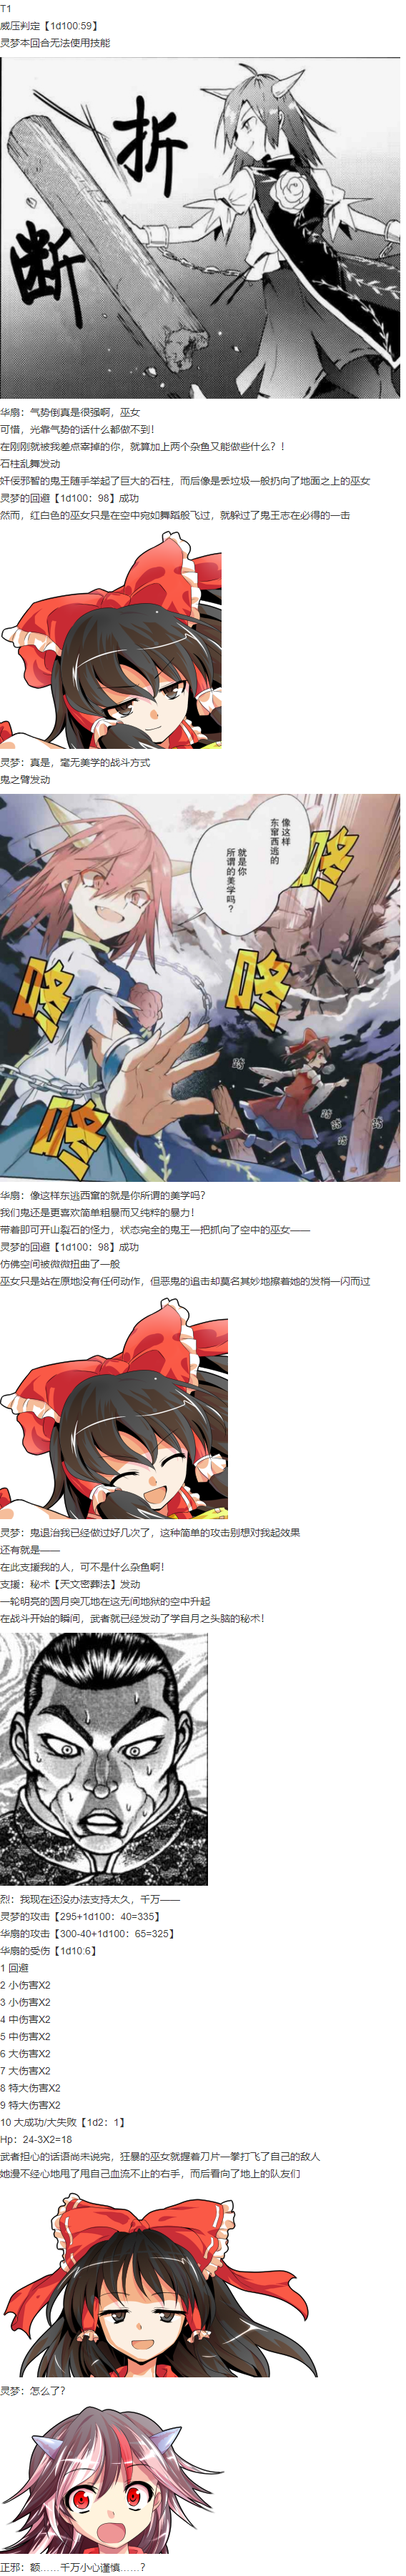 T1
威压判定【1d100:59】
灵梦本回合无法使用技能
折
断
华扇：气势倒真是很强啊，巫女
可惜，光靠气势的话什么都做不到！
在刚刚就被我差点宰掉的你，就算加上两个杂鱼又能做些什么？！
石柱乱舞发动
奸佞邪智的鬼王随手举起了巨大的石柱，而后像是丢垃圾一般扔向了地面之上的巫女
灵梦的回避【1d100：98】成功
然而，红白色的巫女只是在空中宛如舞蹈般飞过，就躲过了鬼王志在必得的一击
灵梦：真是，毫无美学的战斗方式
鬼之臂发动
像这样
东窜西逃的
就是你
所谓的美学吗？
咚
咚
咚
咚
踏
踏
踏
踏
踏
华扇：像这样东逃西窜的就是你所谓的美学吗？
我们鬼还是更喜欢简单粗暴而又纯粹的暴力！
带着即可开山裂石的怪力，状态完全的鬼王一把抓向了空中的巫女——
灵梦的回避【1d100：98】成功
仿佛空间被微微扭曲了一般
巫女只是站在原地没有任何动作，但恶鬼的追击却莫名其妙地擦着她的发梢一闪而过
灵梦：鬼退治我已经做过好几次了，这种简单的攻击别想对我起效果
还有就是——
在此支援我的人，可不是什么杂鱼啊！
支援：秘术【天文密葬法】发动
一轮明亮的圆月突兀地在这无间地狱的空中升起
在战斗开始的瞬间，武者就已经发动了学自月之头脑的秘术！
烈：我现在还没办法支持太久，千万——
灵梦的攻击【295+1d100：40=335】
华扇的攻击【300-40+1d100：65=325】
华扇的受伤【1d10:6】
1 回避
2 小伤害X2
3 小伤害X2
4 中伤害X2
5 中伤害X2
6 大伤害X2
7 大伤害X2
8 特大伤害X2
9 特大伤害X2
10 大成功/大失败【1d2：1】
Hp：24-3X2=18
武者担心的话语尚未说完，狂暴的巫女就握着刀片一拳打飞了自己的敌人
她漫不经心地甩了甩自己血流不止的右手，而后看向了地上的队友们
灵梦：怎么了？
正邪：额……千万小心谨慎……？